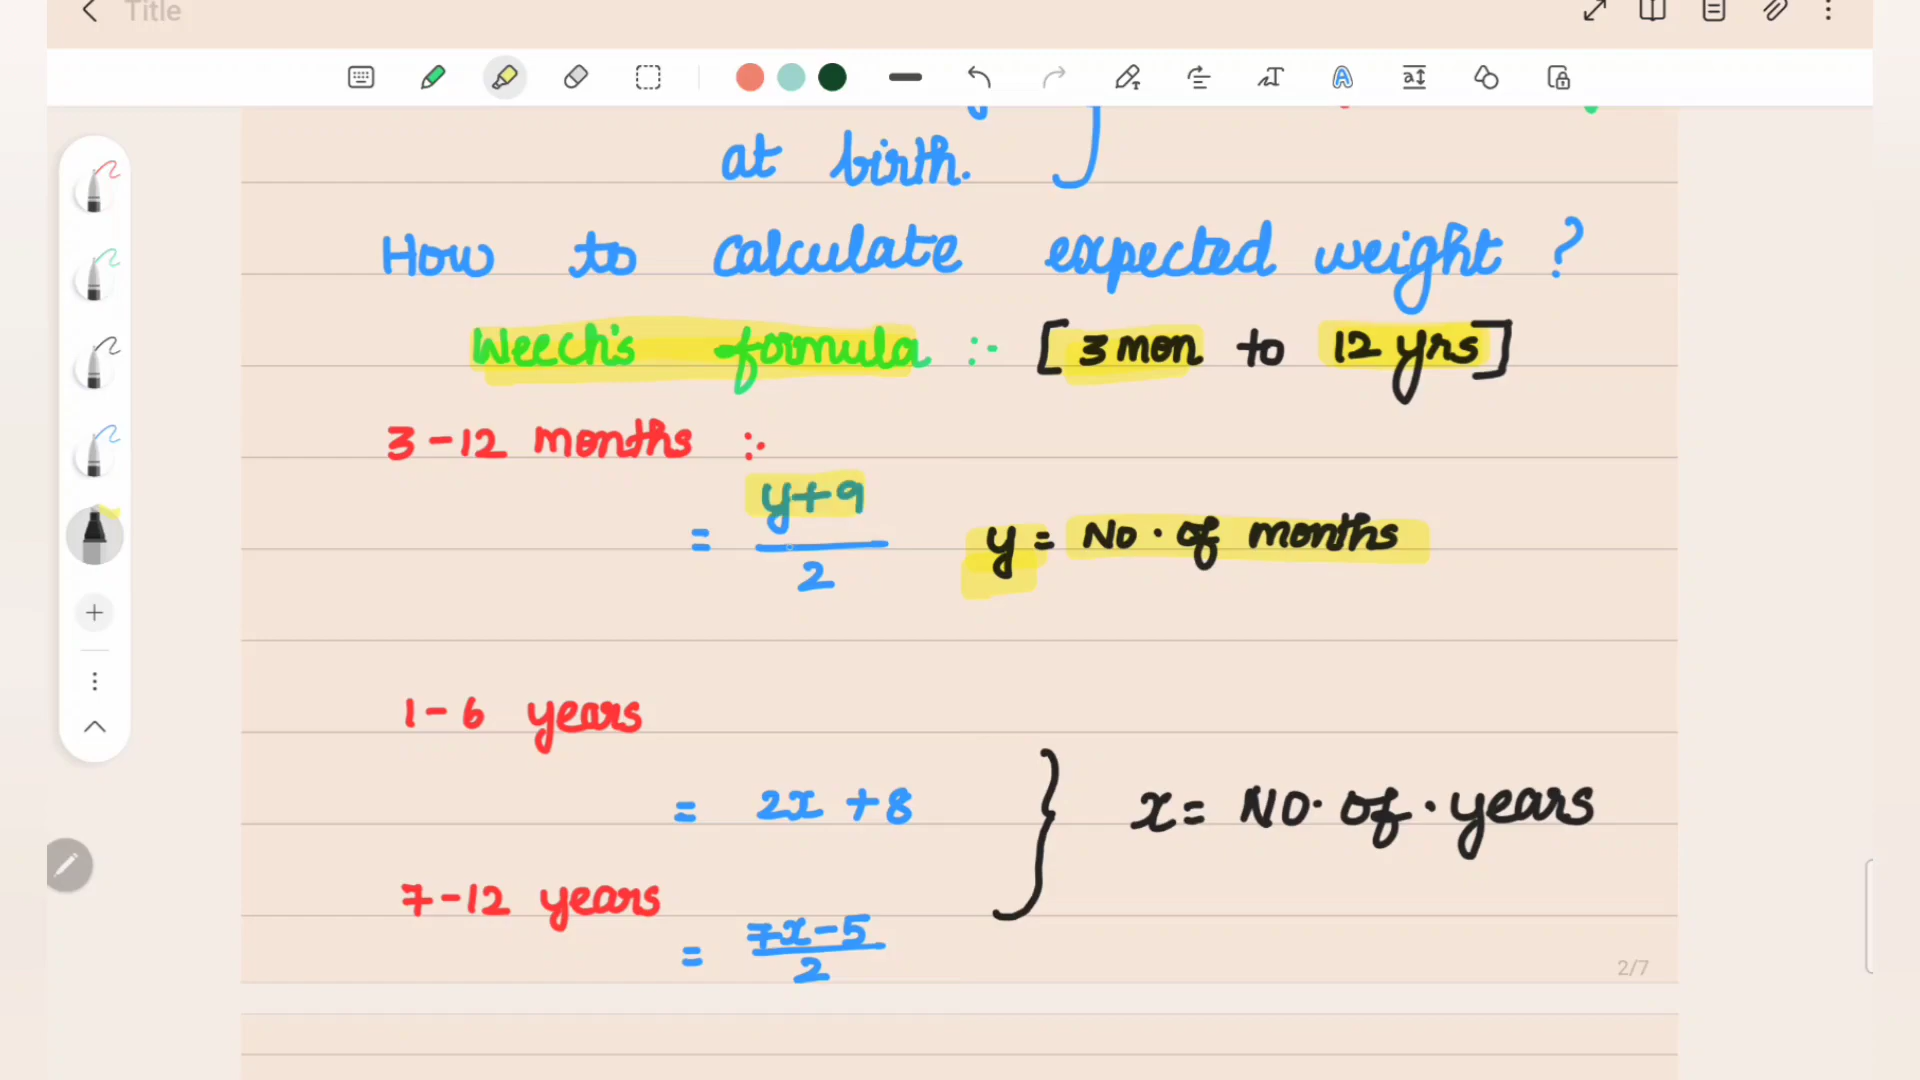 Title
at birth.
How to calculate expected weight ?
Weech's formula :- [3 mon to 12 yrs]
3-12 months :-
= y+9/2 y = No. of months
1-6 years
= 2x +8
x = No. of. years
7-12 years
= 7x-5/2
2/7